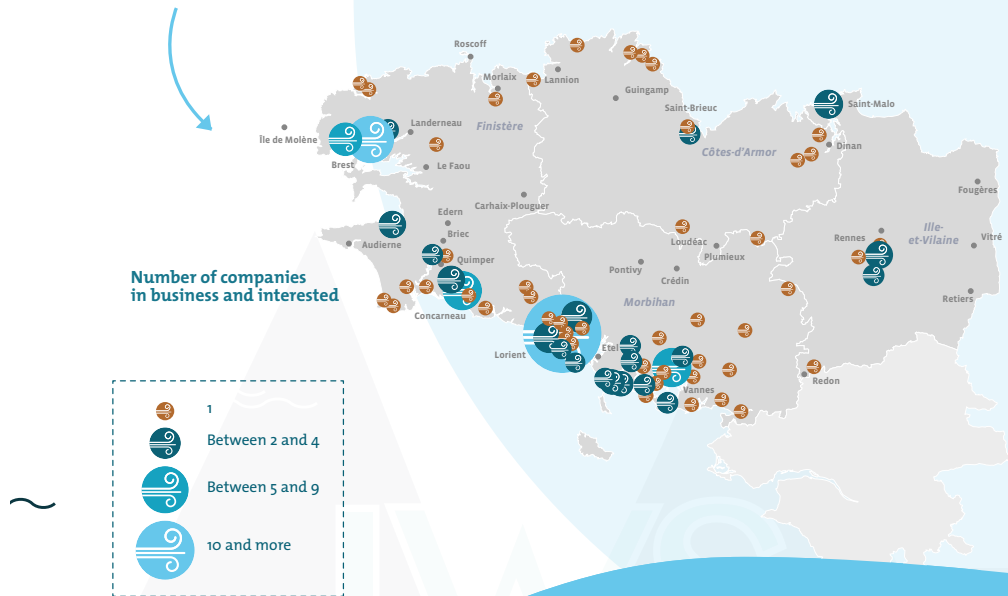 Roscoff
Morlaix
Lannion
Guingamp
Saint-Brieuc
Saint-Malo
Île de Molène
Landerneau
Finistère
Côtes-d'Armor
Dinan
Brest
Le Faou
Fougères
Carhaix-Plouguer
Edern
Briec
Audierne
Quimper
Loudéac
Plumieux
Rennes
Ille-
et-Vilaine
Vitré
Pontivy
Crédin
Number of companies
in business and interested
Morbihan
Retiers
Concarneau
Lorient
Etel
Vannes
Redon
1
Between 2 and 4
Between 5 and 9
10 and more